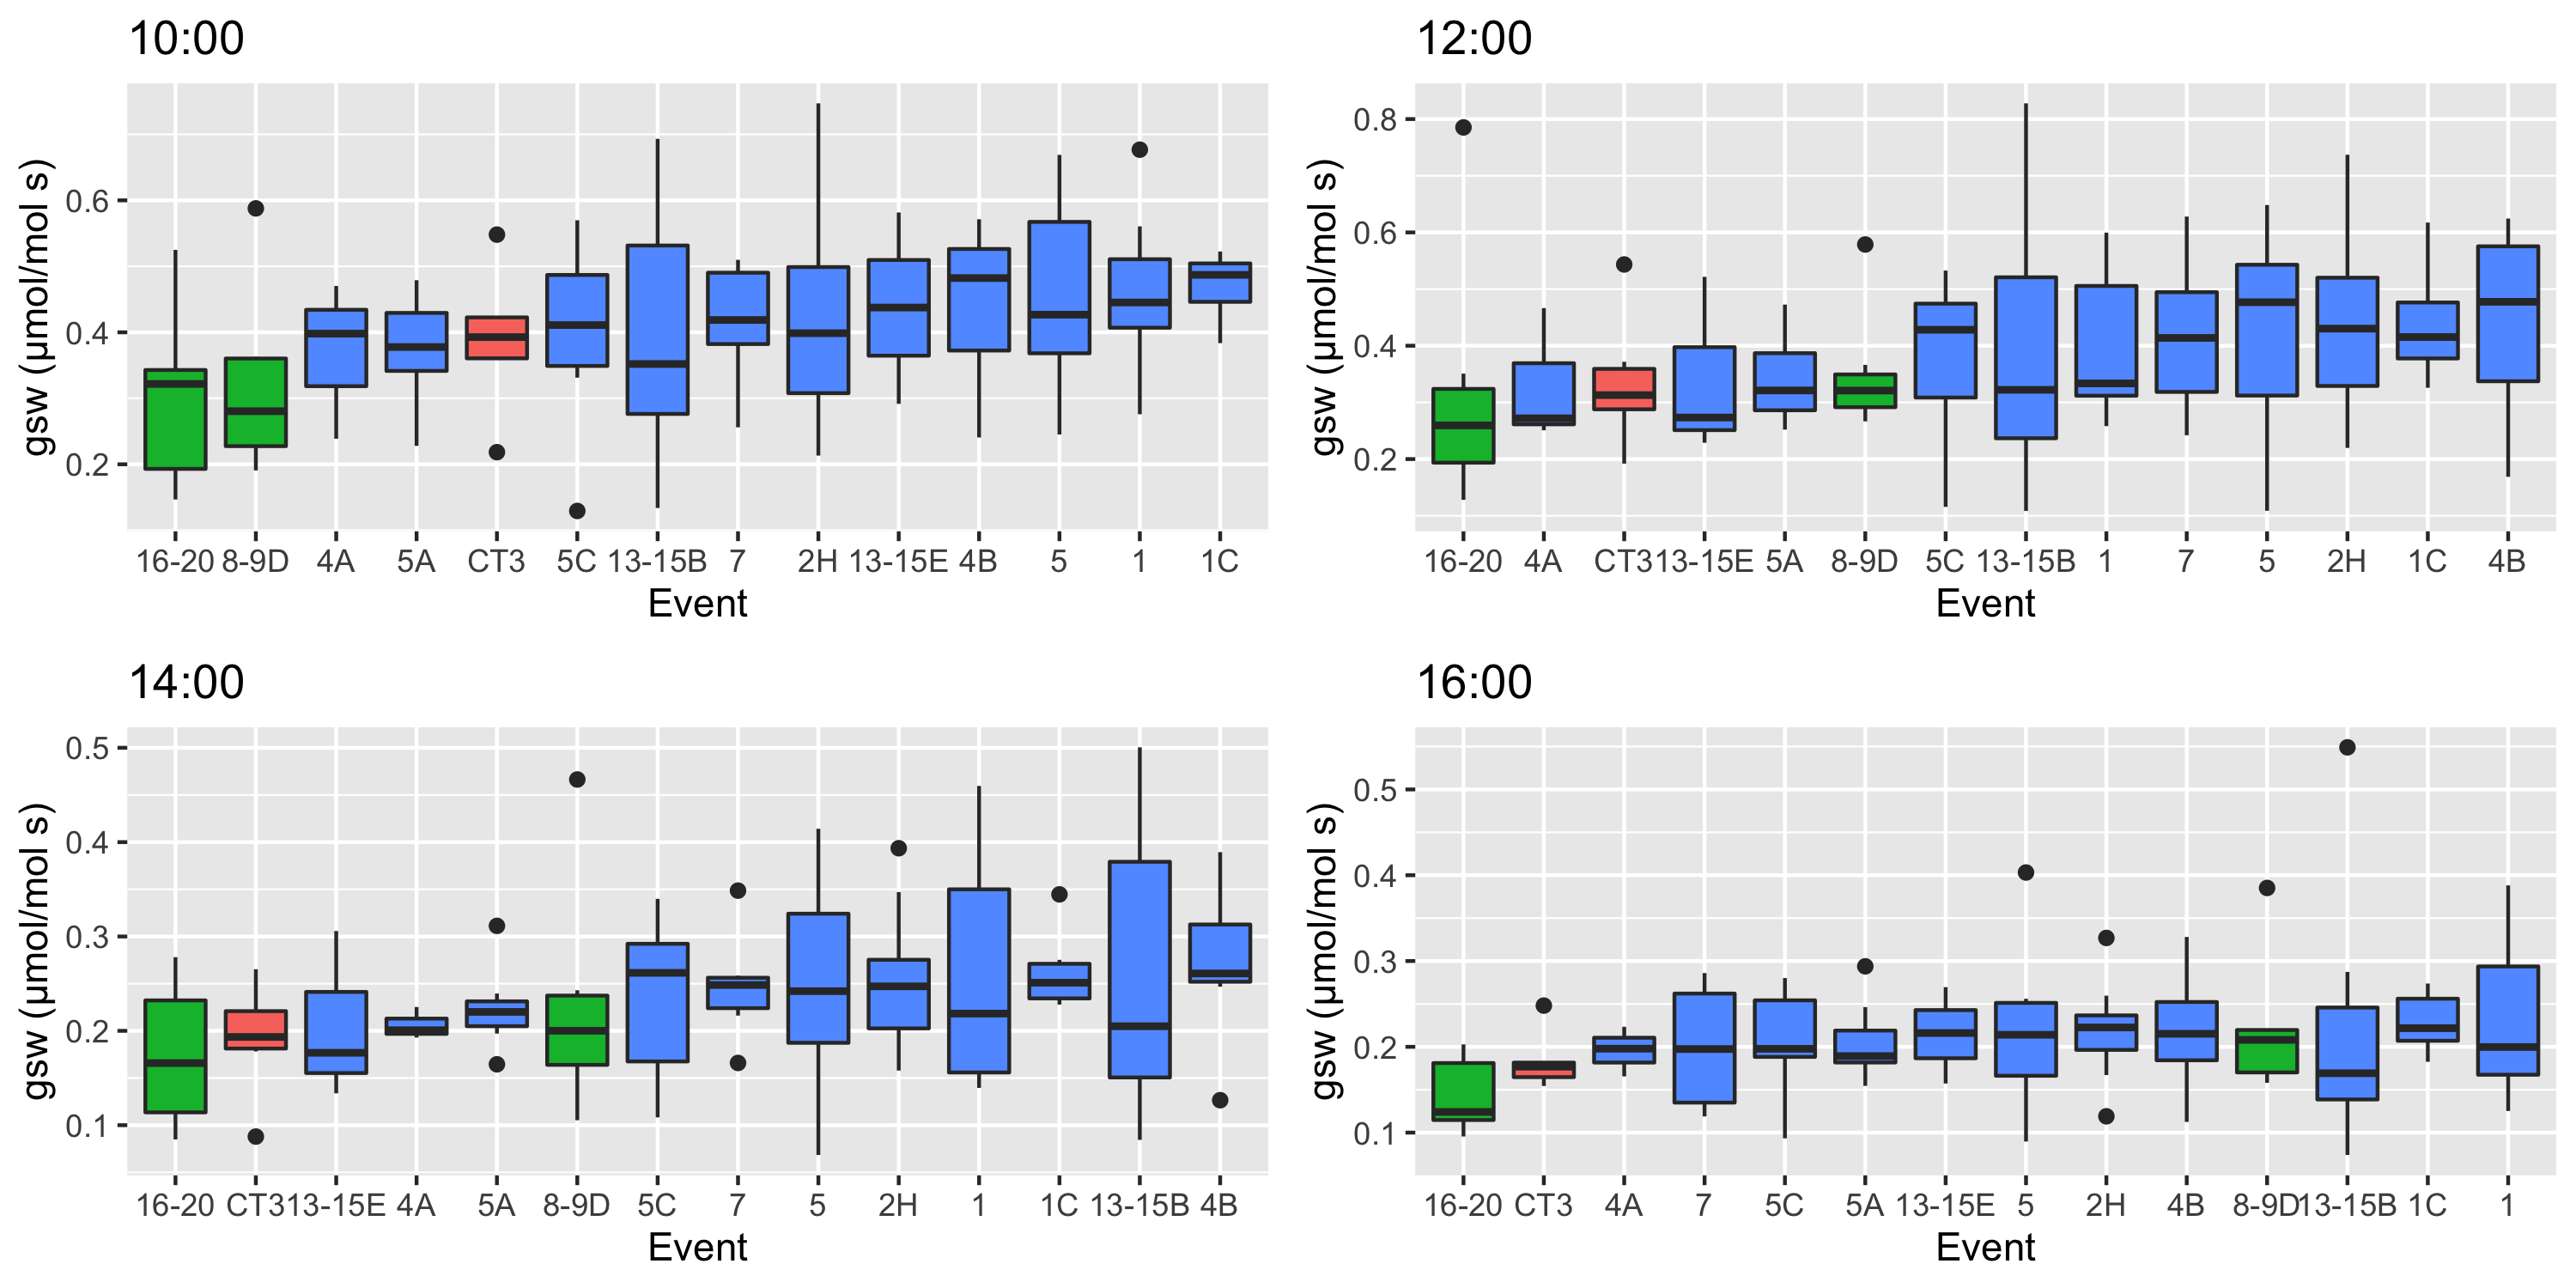 10:00
gsw (μmol/mol s)
0.6
0.4
0.2
16-20 8-9D 4A 5A CT3 5C 13-15B 7 2H 13-15E 4B 5 1 1C
Event
12:00
gsw (μmol/mol s)
0.8
0.6
0.4
0.2
16-20 4A CT3 13-15E 5A 8-9D 5C 13-15B 1 7 5 2H 1C 4B
Event
14:00
gsw (μmol/mol s)
0.5
0.4
0.3
0.2
0.1
16-20 CT3 13-15E 4A 5A 8-9D 5C 7 5 2H 1 1C 13-15B 4B
Event
16:00
gsw (μmol/mol s)
0.5
0.4
0.3
0.2
0.1
16-20 CT3 4A 7 5C 5A 13-15E 5 2H 4B 8-9D 13-15B 1C 1
Event